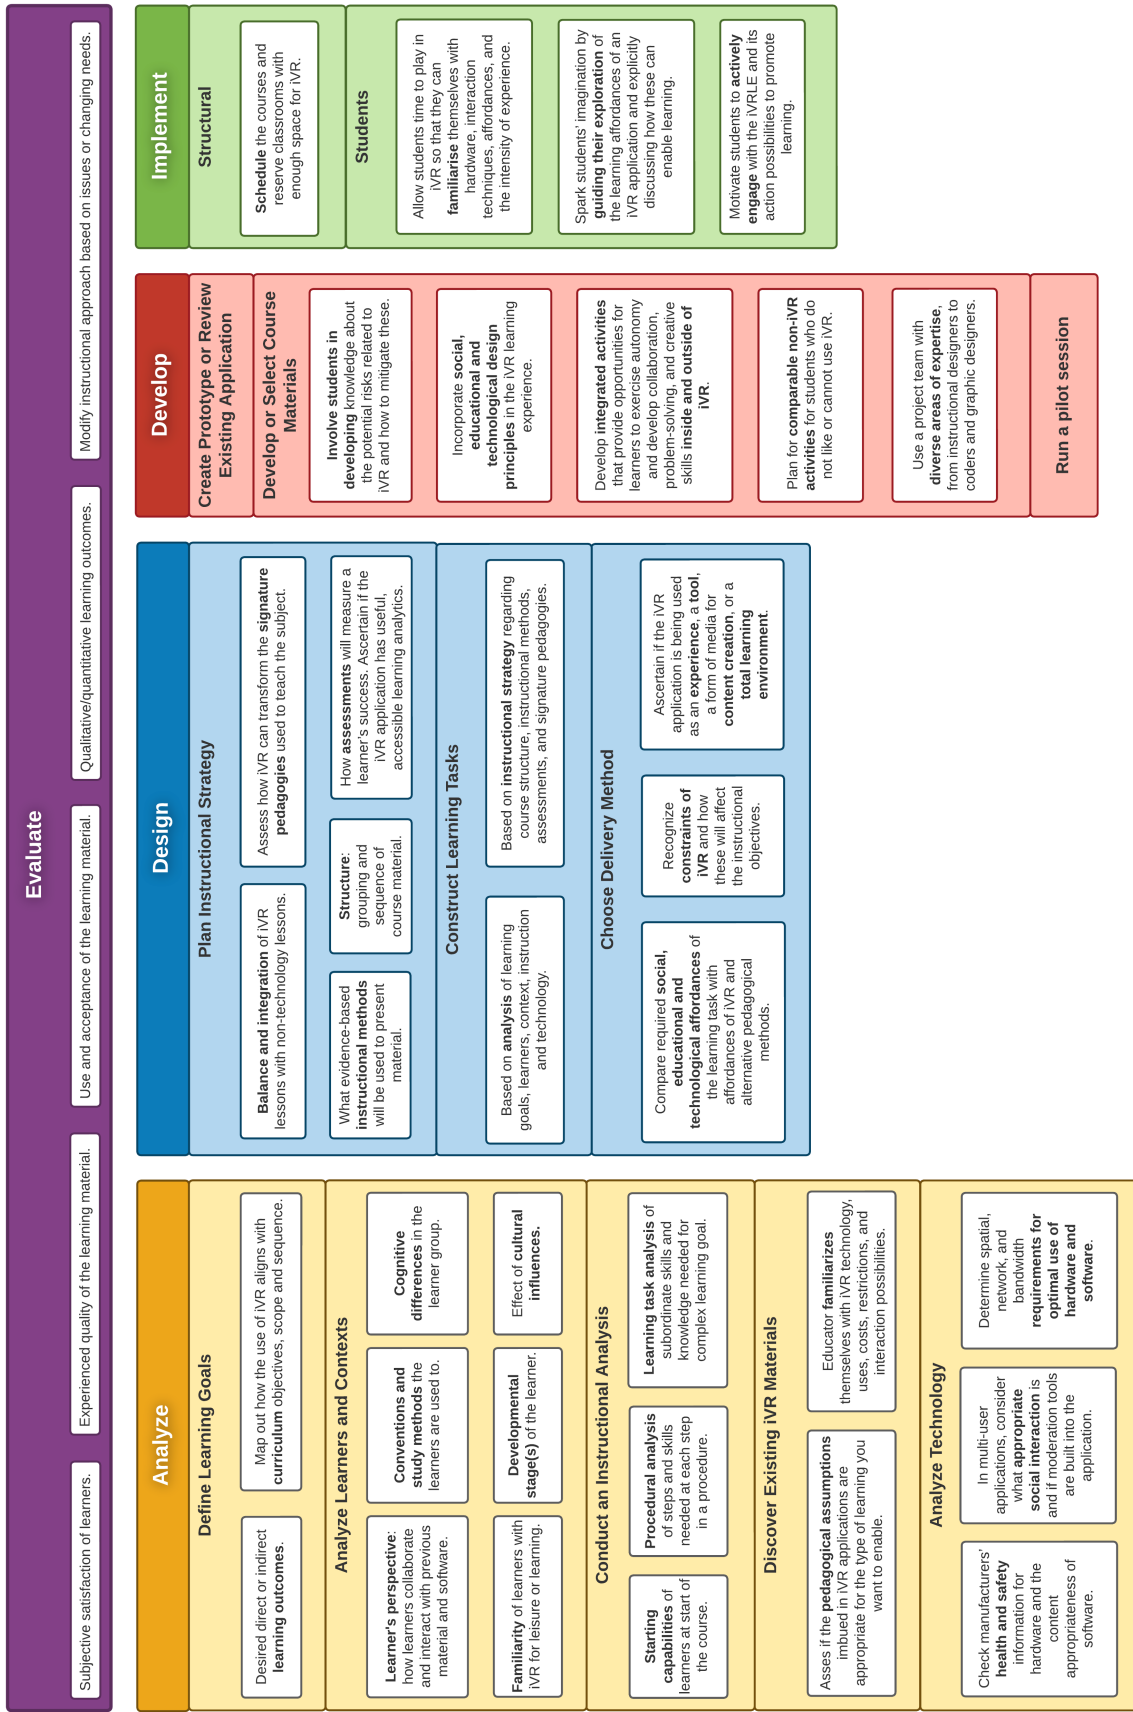 Evaluate
Subjective satisfaction of learners.
Experienced quality of the learning material.
Use and acceptance of the learning material.
Qualitative/quantitative learning outcomes.
Modify instructional approach based on issues or changing needs.
Analyze
Define Learning Goals
Desired direct or indirect
learning outcomes.
Map out how the use of iVR aligns with
curriculum objectives, scope and sequence.
Analyze Learners and Contexts
Learner's perspective:
how learners collaborate
and interact with previous
material and software.
Conventions and
study methods the
learners are used to.
Cognitive
differences in the
learner group.
Familiarity of learners with
iVR for leisure or learning.
Developmental
stage(s) of the learner.
Effect of cultural
influences.
Conduct an Instructional Analysis
Starting
capabilities of
learners at start of
the course.
Procedural analysis
of steps and skills
needed at each step
in a procedure.
Learning task analysis of
subordinate skills and
knowledge needed for
complex learning goal.
Discover Existing iVR Materials
Asses if the pedagogical assumptions
imbued in iVR applications are
appropriate for the type of learning you
want to enable.
Educator familiarizes
themselves with iVR technology,
uses, costs, restrictions, and
interaction possibilities.
Analyze Technology
Check manufacturers'
health and safety
information for
hardware and the
content
appropriateness of
software.
In multi-user
applications, consider
what appropriate
social interaction is
and if moderation tools
are built into the
application.
Determine spatial,
network, and
bandwidth
requirements for
optimal use of
hardware and
software.
Design
Plan Instructional Strategy
Balance and integration of iVR
lessons with non-technology lessons.
Assess how iVR can transform the signature
pedagogies used to teach the subject.
What evidence-based
instructional methods
will be used to present
material.
Structure:
grouping and
sequence of
course material.
How assessments will measure a
learner's success. Ascertain if the
iVR application has useful,
accessible learning analytics.
Construct Learning Tasks
Based on analysis of learning
goals, learners, context, instruction
and technology.
Based on instructional strategy regarding
course structure, instructional methods,
assessments, and signature pedagogies.
Choose Delivery Method
Compare required social,
educational and
technological affordances of
the learning task with
affordances of iVR and
alternative pedagogical
methods.
Recognize
constraints of
iVR and how
these will affect
the instructional
objectives.
Ascertain if the iVR
application is being used
as an experience, a tool,
a form of media for
content creation, or a
total learning
environment.
Develop
Create Prototype or Review
Existing Application
Develop or Select Course
Materials
Involve students in
developing knowledge about
the potential risks related to
iVR and how to mitigate these.
Incorporate social,
educational and
technological design
principles in the iVR learning
experience.
Develop integrated activities
that provide opportunities for
learners to exercise autonomy
and develop collaboration,
problem-solving, and creative
skills inside and outside of
iVR.
Plan for comparable non-iVR
activities for students who do
not like or cannot use iVR.
Use a project team with
diverse areas of expertise,
from instructional designers to
coders and graphic designers.
Run a pilot session
Implement
Structural
Schedule the courses and
reserve classrooms with
enough space for iVR.
Students
Allow students time to play in
iVR so that they can
familiarise themselves with
hardware, interaction
techniques, affordances, and
the intensity of experience.
Spark students' imagination by
guiding their exploration of
the learning affordances of an
iVR application and explicitly
discussing how these can
enable learning.
Motivate students to actively
engage with the iVRLE and its
action possibilities to promote
learning.